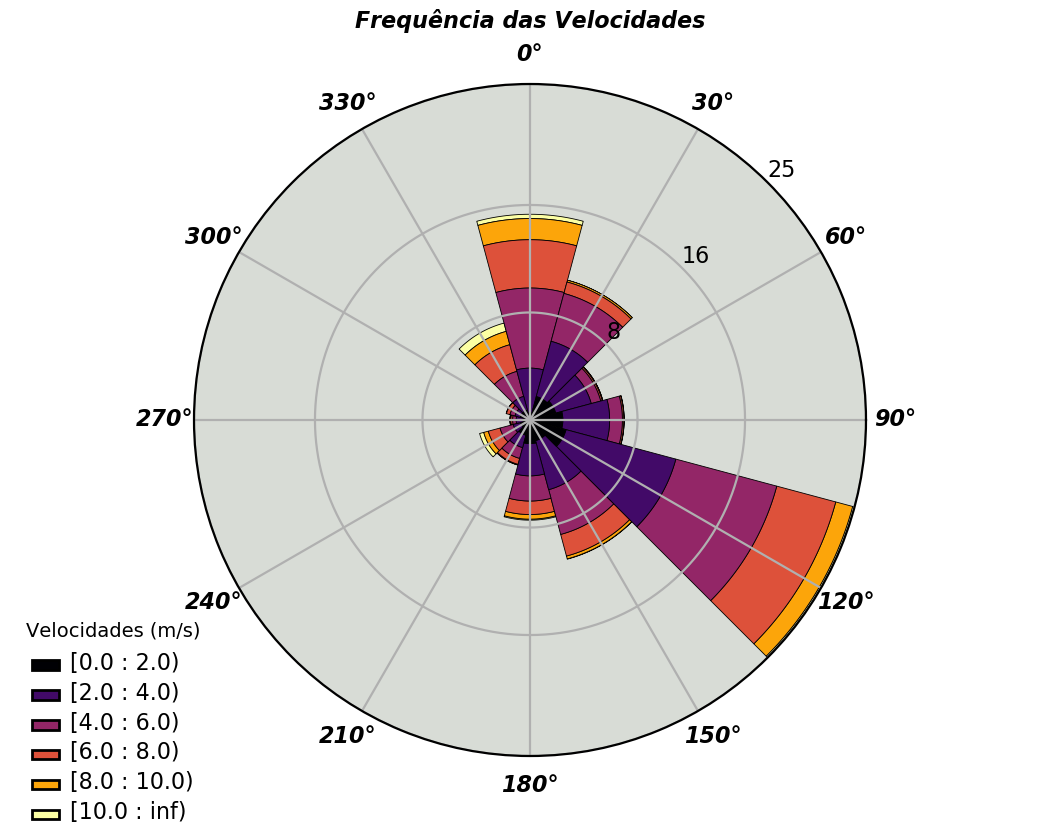 Frequência das Velocidades
0°
330°
30°
25
300°
60°
16
8
270°
90°
240°
120°
210°
150°
180°
Velocidades (m/s)
[0.0 : 2.0)
[2.0 : 4.0)
[4.0 : 6.0)
[6.0 : 8.0)
[8.0 : 10.0)
[10.0 : inf)